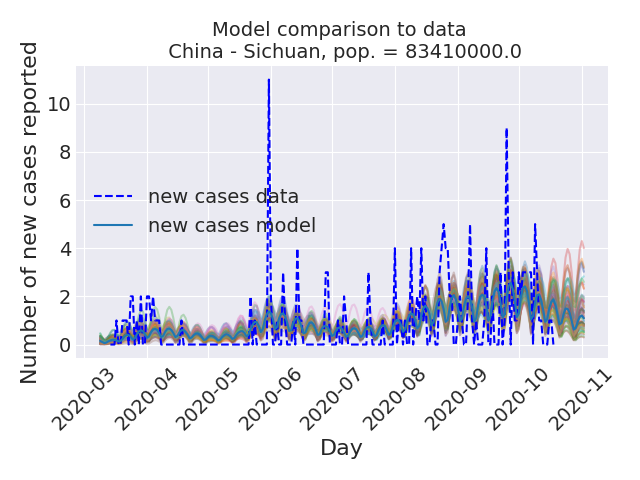 Model comparison to data
China - Sichuan, pop. = 83410000.0
Number of new cases reported
10
8
6
4
2
0
new cases data
new cases model
2020-03
2020-04
2020-05
2020-06
2020-07
2020-08
2020-09
2020-10
2020-11
Day